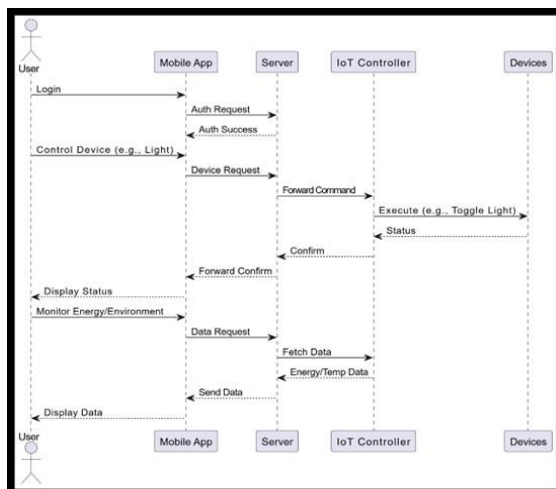 User
Mobile App
Server
IoT Controller
Devices
Login
Auth Request
Auth Success
Control Device (e.g., Light)
Device Request
Forward Command
Execute (e.g., Toggle Light)
Status
Confirm
Forward Confirm
Display Status
Monitor Energy/Environment
Data Request
Fetch Data
Energy/Temp Data
Send Data
Display Data
User
Mobile App
Server
IoT Controller
Devices